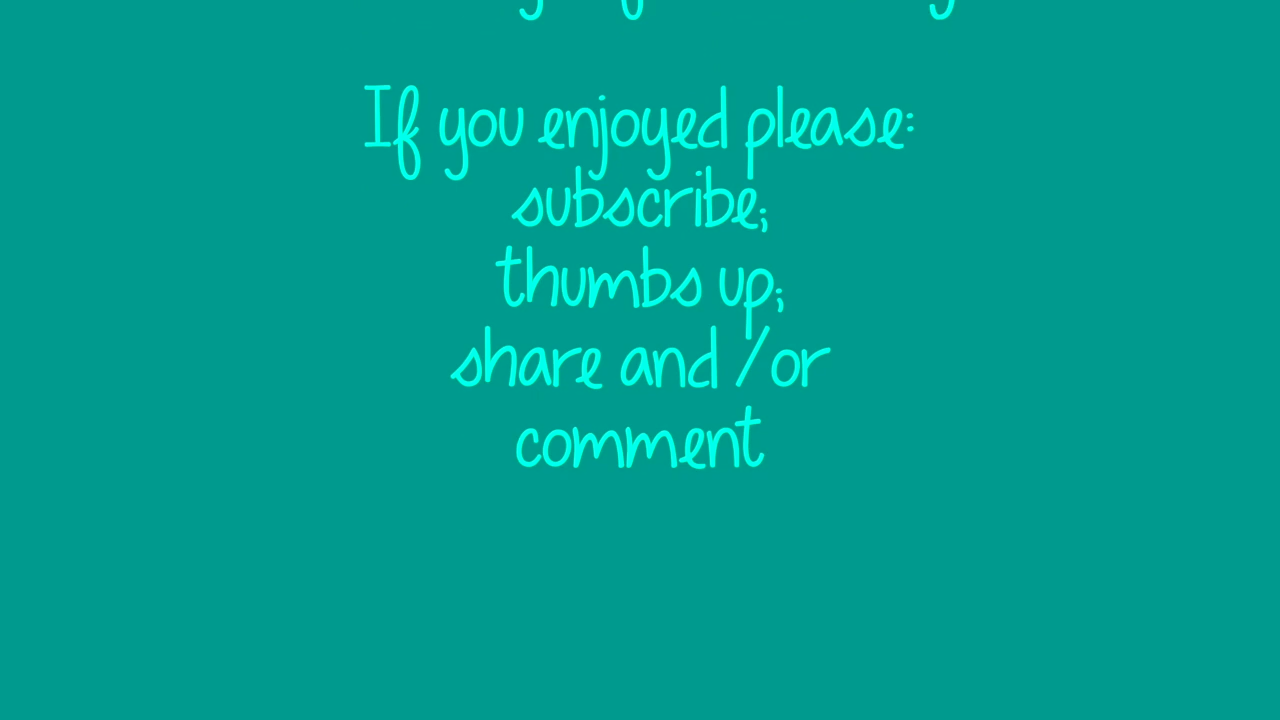 If you enjoyed please:
subscribe;
thumbs up;
share and /or
comment